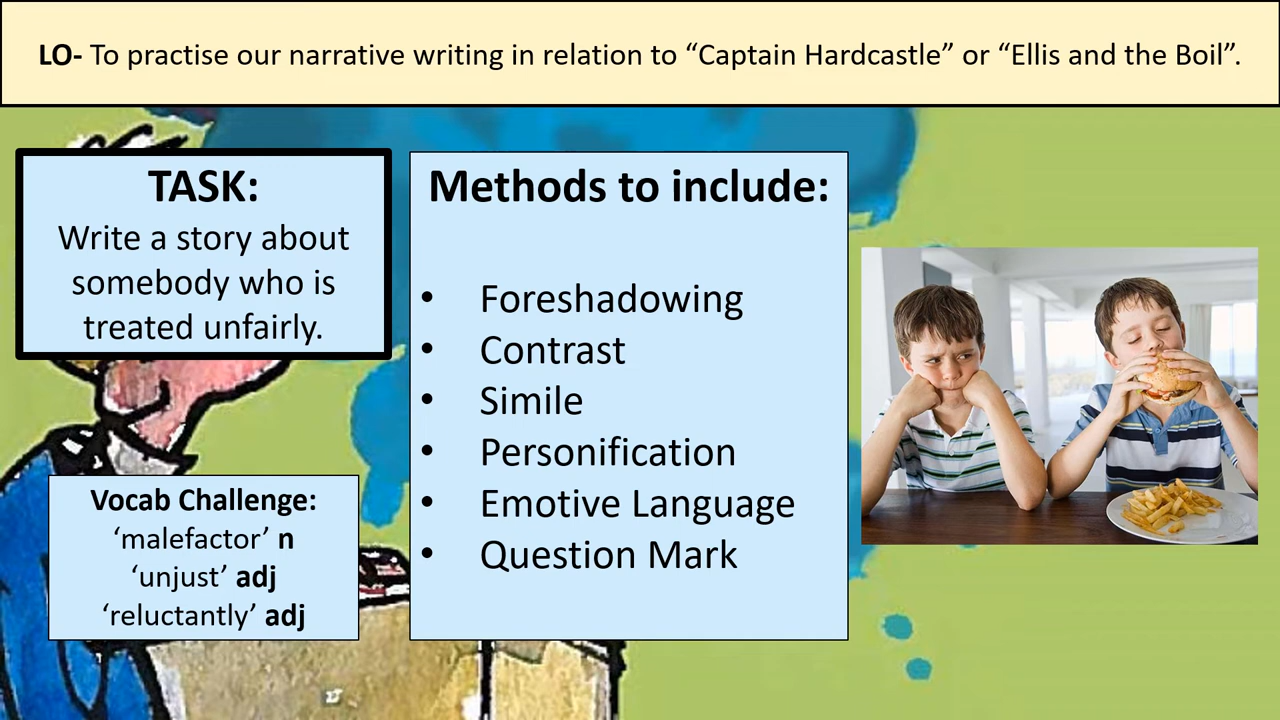 LO- To practise our narrative writing in relation to “Captain Hardcastle” or “Ellis and the Boil”.
TASK:
Write a story about
somebody who is
treated unfairly.
Vocab Challenge:
‘malefactor’ n
‘unjust’ adj
‘reluctantly’ adj
Methods to include:
• Foreshadowing
• Contrast
• Simile
• Personification
• Emotive Language
• Question Mark